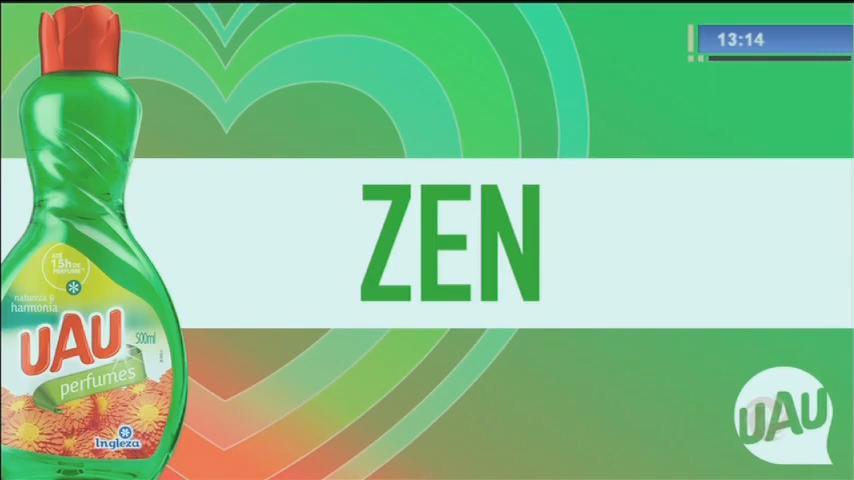 13:14
ZEN
ATÉ
15h DE
PERFUME
natureza &
harmonia
UAU
500ml
perfumes
Ingleza
UAU